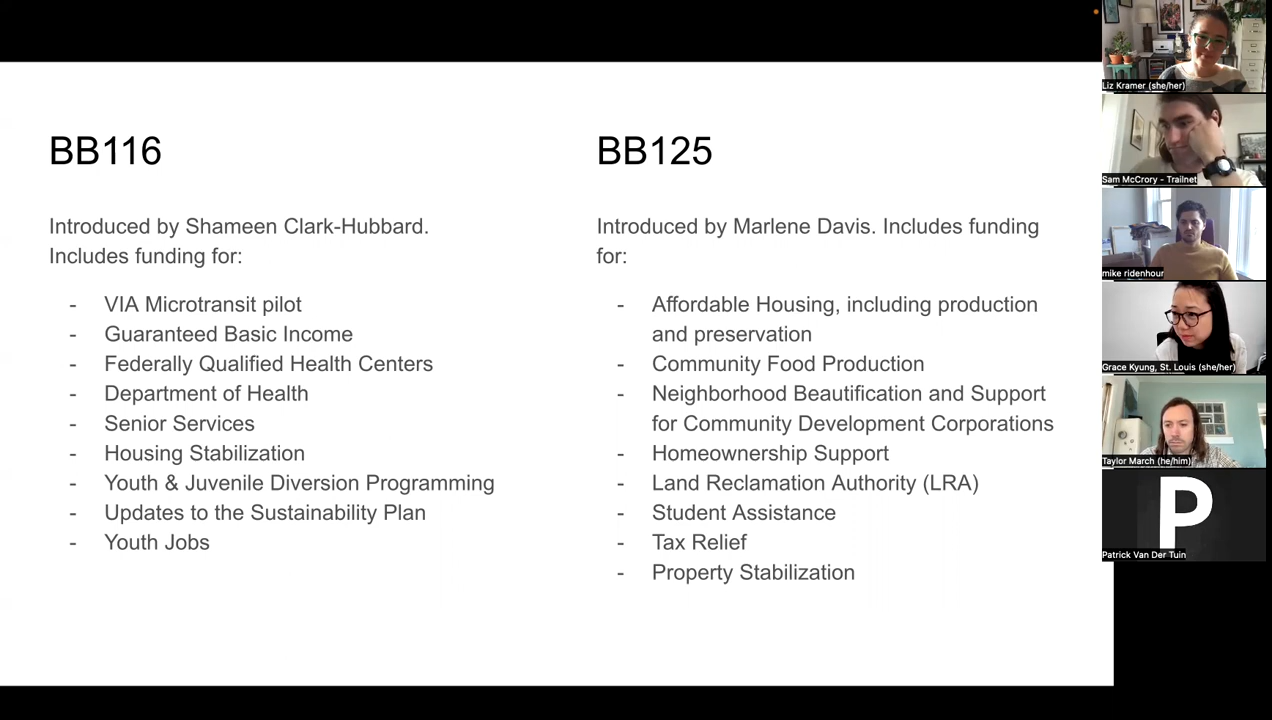 BB116
Introduced by Shameen Clark-Hubbard.
Includes funding for:
- VIA Microtransit pilot
- Guaranteed Basic Income
- Federally Qualified Health Centers
- Department of Health
- Senior Services
- Housing Stabilization
- Youth & Juvenile Diversion Programming
- Updates to the Sustainability Plan
- Youth Jobs
BB125
Introduced by Marlene Davis. Includes funding
for:
- Affordable Housing, including production
and preservation
- Community Food Production
- Neighborhood Beautification and Support
for Community Development Corporations
- Homeownership Support
- Land Reclamation Authority (LRA)
- Student Assistance
- Tax Relief
- Property Stabilization
Liz Kramer (she/her)
Sam McCrory - Trailnet
mike ridenhour
Grace Kyung, St. Louis (she/her)
Taylor March (he/him)
P
Patrick Van Der Tuin